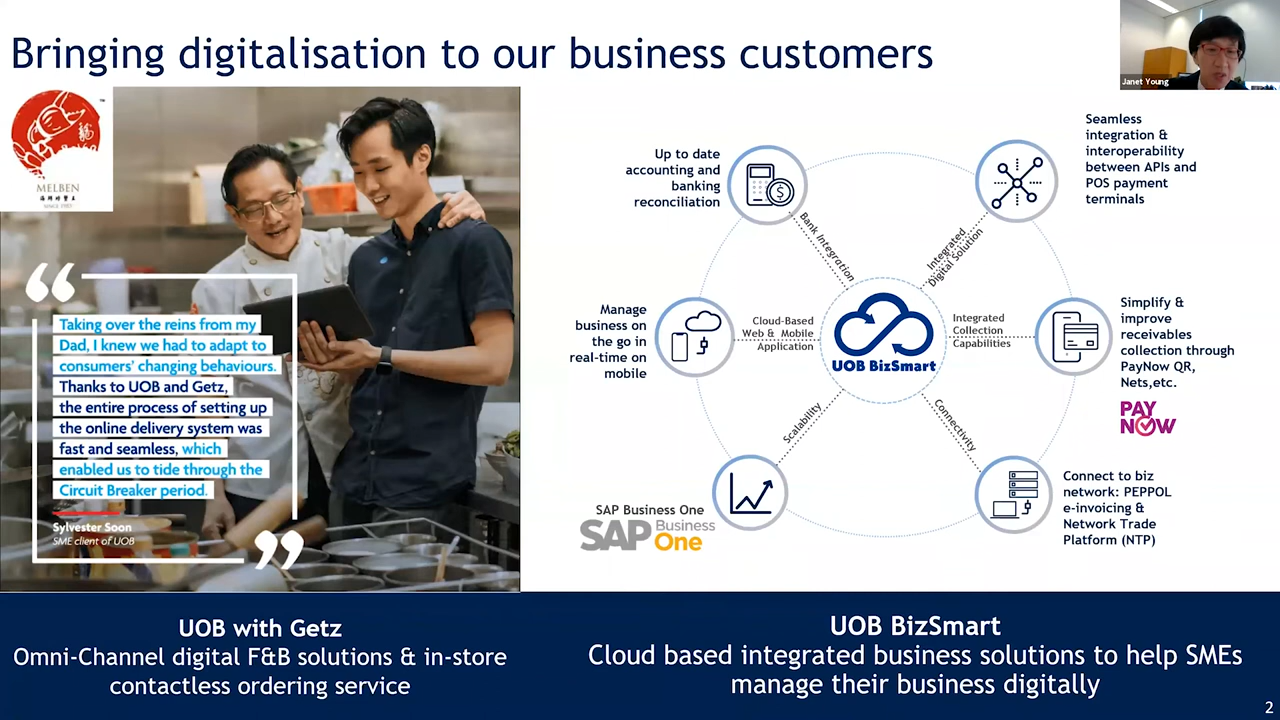 Bringing digitalisation to our business customers
Janet Young
MELBEN
SINCE 1987
Taking over the reins from my
Dad, I knew we had to adapt to
consumers' changing behaviours.
Thanks to UOB and Getz,
the entire process of setting up
the online delivery system was
fast and seamless, which
enabled us to tide through the
Circuit Breaker period.
Sylvester Soon
SME client of UOB
Up to date
accounting and
banking
reconciliation
Bank Integration
Seamless
integration &
interoperability
between APIs and
POS payment
terminals
Integrated
Digital Solution
Manage
business on
the go in
real-time on
mobile
Cloud-Based
Web & Mobile
Application
UOB BizSmart
Integrated
Collection
Capabilities
Simplify &
improve
receivables
collection through
PayNow QR,
Nets,etc.
PAY
NOW
Scalability
SAP Business One
SAP Business
One
Connectivity
Connect to biz
network: PEPPOL
e-invoicing &
Network Trade
Platform (NTP)
UOB with Getz
Omni-Channel digital F&B solutions & in-store
contactless ordering service
UOB BizSmart
Cloud based integrated business solutions to help SMEs
manage their business digitally
2